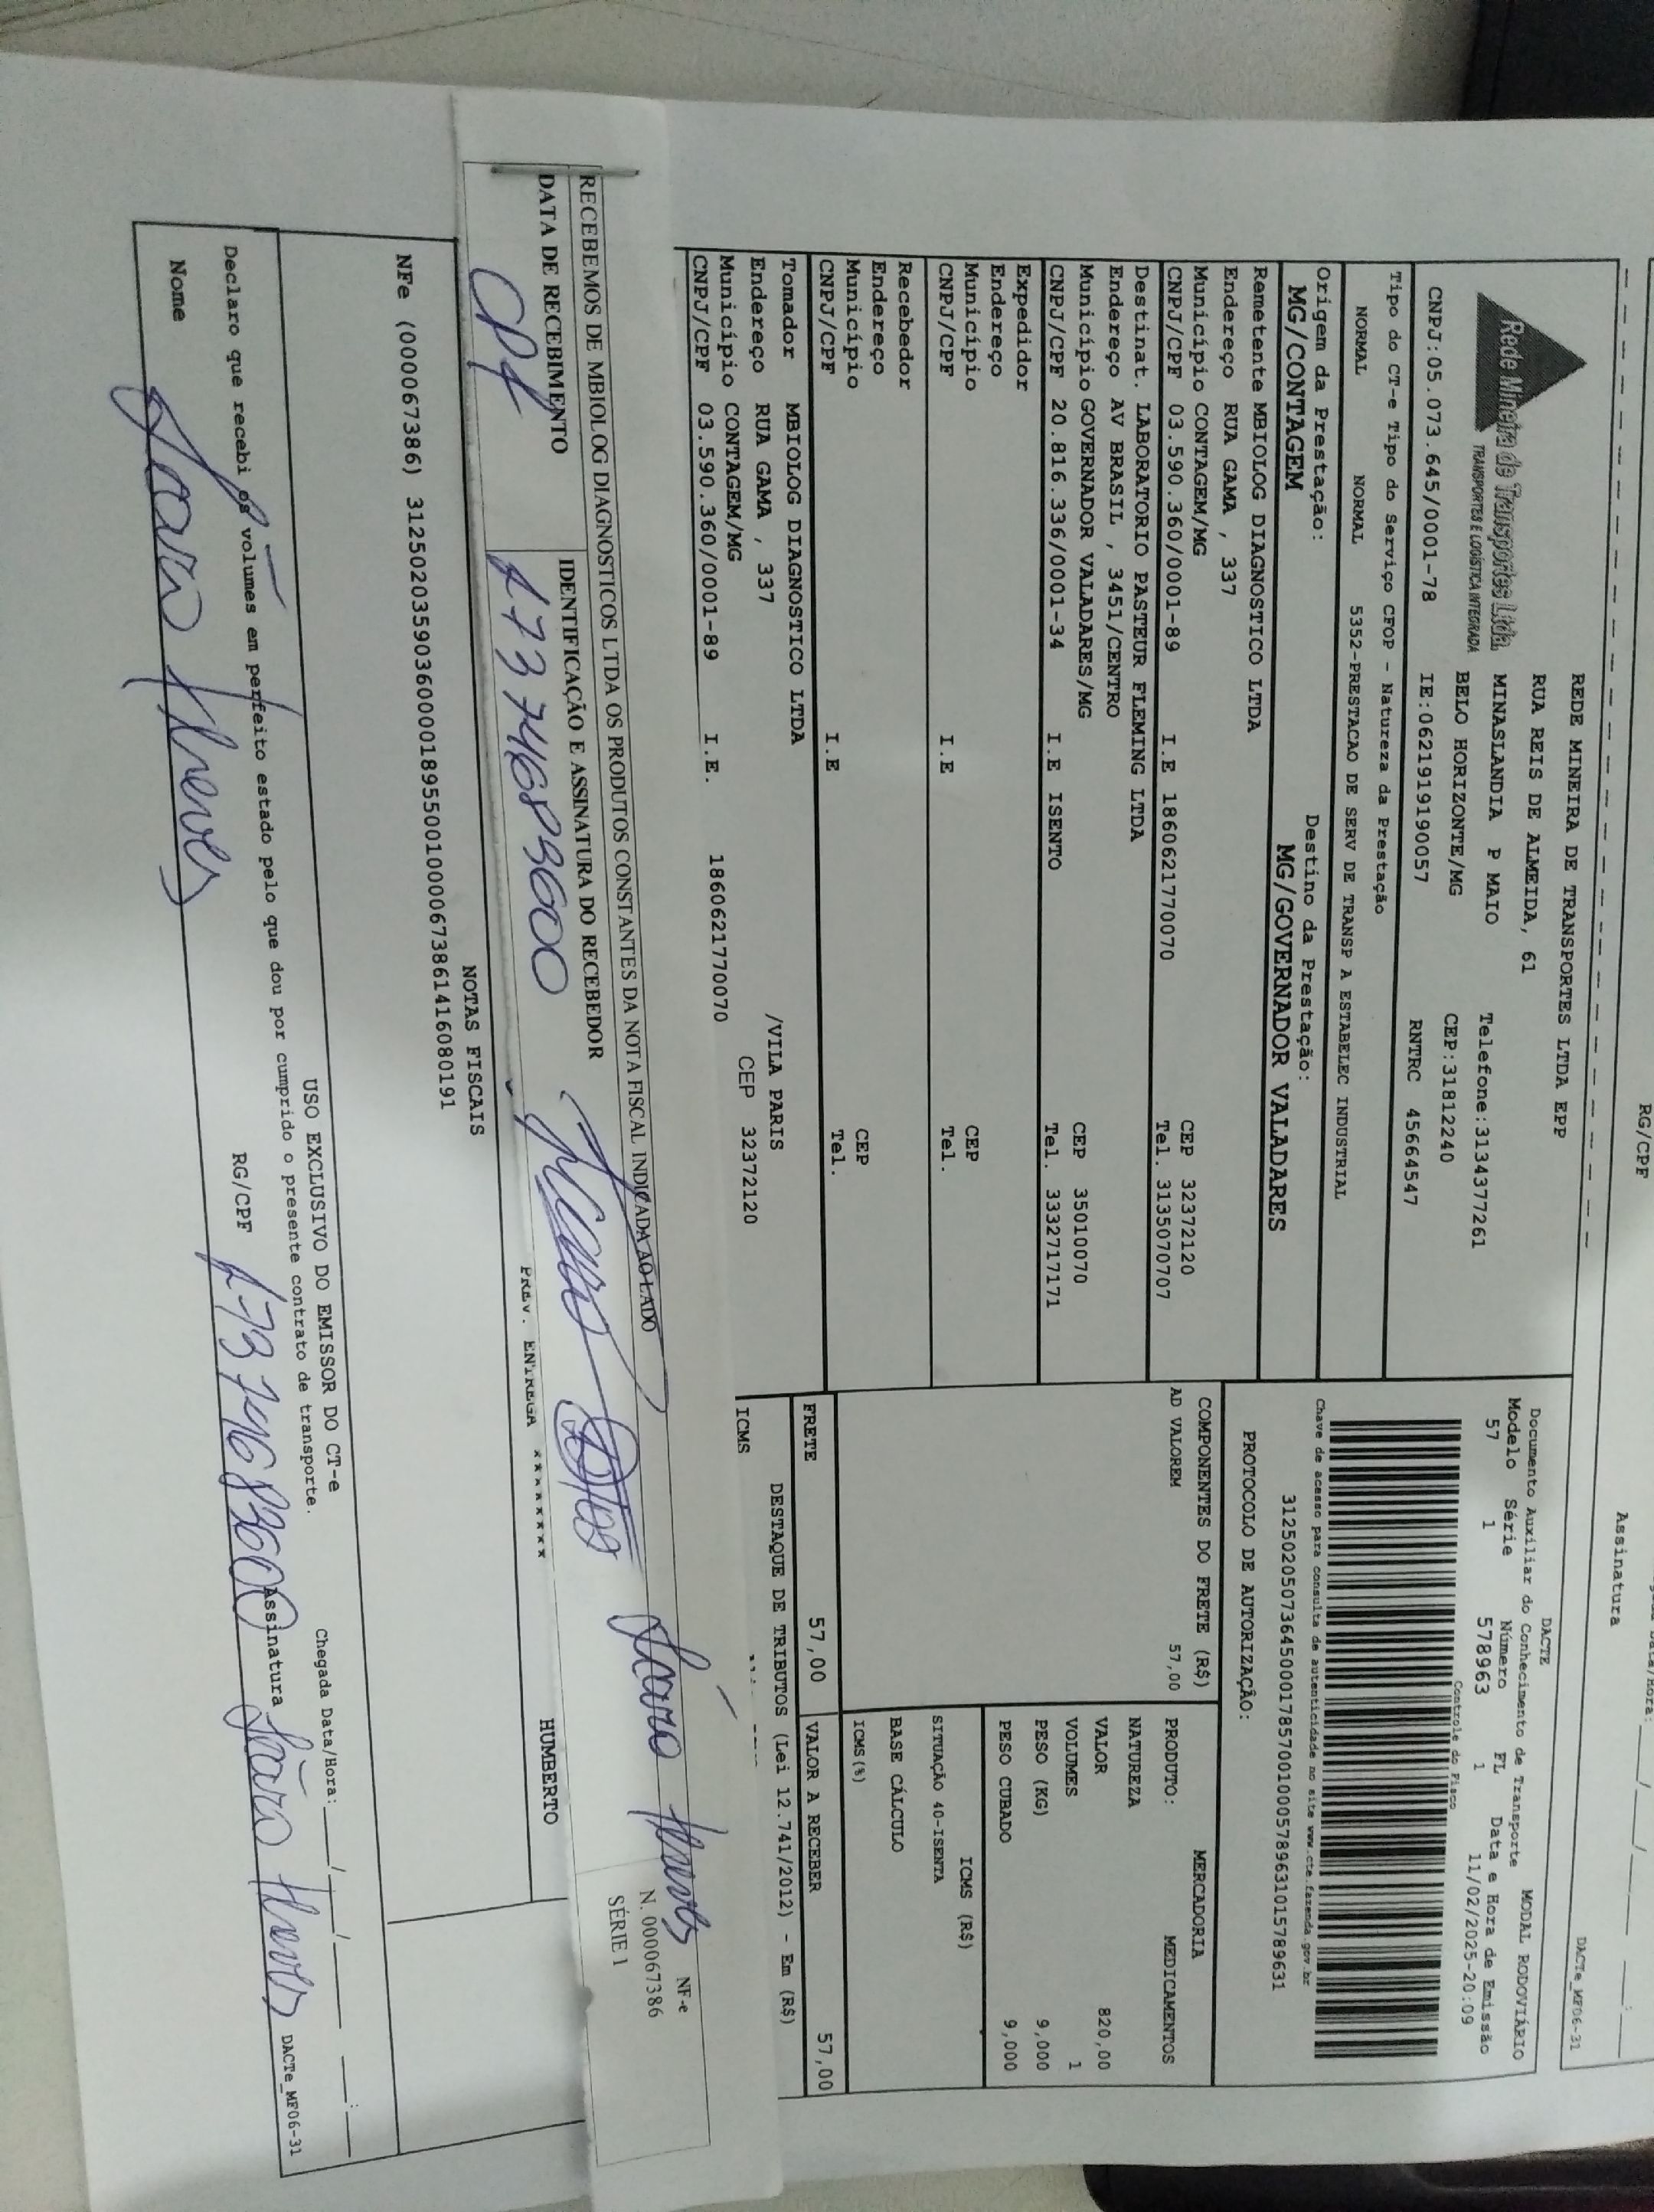 RG/CPF
Assinatura
DACTe_MF06-31
Rede Mineira de Transportes Ltda.
TRANSPORTES E LOGÍSTICA INTEGRADA
CNPJ:05.073.645/0001-78
REDE MINEIRA DE TRANSPORTES LTDA EPP
RUA REIS DE ALMEIDA, 61
MINASLANDIA P MAIO Telefone:3134377261
BELO HORIZONTE/MG CEP:31812240
IE:0621919190057 RNTRC 45664547
DACTE
Documento Auxiliar do Conhecimento de Transporte MODAL RODOVIÁRIO
Modelo Série Número FL Data e Hora de Emissão
57 1 578963 1 11/02/2025-20:09
Controle do Fisco
Tipo do CT-e Tipo do Serviço CFOP - Natureza da Prestação
NORMAL NORMAL 5352-PRESTACAO DE SERV DE TRANSP A ESTABELEC INDUSTRIAL
Chave de acesso para consulta de autenticidade no site www.cte.fazenda.gov.br
31250205073645000178570010005789631015789631
PROTOCOLO DE AUTORIZAÇÃO:
Origem da Prestação: Destino da Prestação:
MG/CONTAGEM MG/GOVERNADOR VALADARES
Remetente MBIOLOG DIAGNOSTICO LTDA
Endereço RUA GAMA , 337
Município CONTAGEM/MG CEP 32372120
CNPJ/CPF 03.590.360/0001-89 I.E 1860621770070 Tel. 3135070707
Destinat. LABORATORIO PASTEUR FLEMING LTDA
Endereço AV BRASIL , 3451/CENTRO
Município GOVERNADOR VALADARES/MG CEP 35010070
CNPJ/CPF 20.816.336/0001-34 I.E ISENTO Tel. 3332717171
Expedidor
Endereço
Município CEP
CNPJ/CPF I.E Tel.
Recebedor
Endereço
Município CEP
CNPJ/CPF I.E Tel.
Tomador MBIOLOG DIAGNOSTICO LTDA
Endereço RUA GAMA , 337 /VILA PARIS
Município CONTAGEM/MG CEP 32372120
CNPJ/CPF 03.590.360/0001-89 I.E. 1860621770070
COMPONENTES DO FRETE (R$)
AD VALOREM 57,00
MERCADORIA
PRODUTO: MEDICAMENTOS
NATUREZA
VALOR 820,00
VOLUMES 1
PESO (KG) 9,000
PESO CUBADO 9,000
ICMS (R$)
SITUAÇÃO 40-ISENTA
BASE CÁLCULO
ICMS(%)
FRETE 57,00 VALOR A RECEBER 57,00
DESTAQUE DE TRIBUTOS (Lei 12.741/2012) - Em (R$)
ICMS
RECEBEMOS DE MBIOLOG DIAGNOSTICOS LTDA OS PRODUTOS CONSTANTES DA NOTA FISCAL INDICADA AO LADO
DATA DE RECEBIMENTO IDENTIFICAÇÃO E ASSINATURA DO RECEBEDOR
CPF
NF-e
N. 000067386
SÉRIE 1
PREV. ENTREGA ******** HUMBERTO
NOTAS FISCAIS
NFe (000067386) 31250203590360000189550010000673861416080191
USO EXCLUSIVO DO EMISSOR DO CT-e
Declaro que recebi os volumes em perfeito estado pelo que dou por cumprido o presente contrato de transporte.
Chegada Data/Hora: ___/___/___ __:__
Nome RG/CPF Assinatura
DACTe_MF06-31